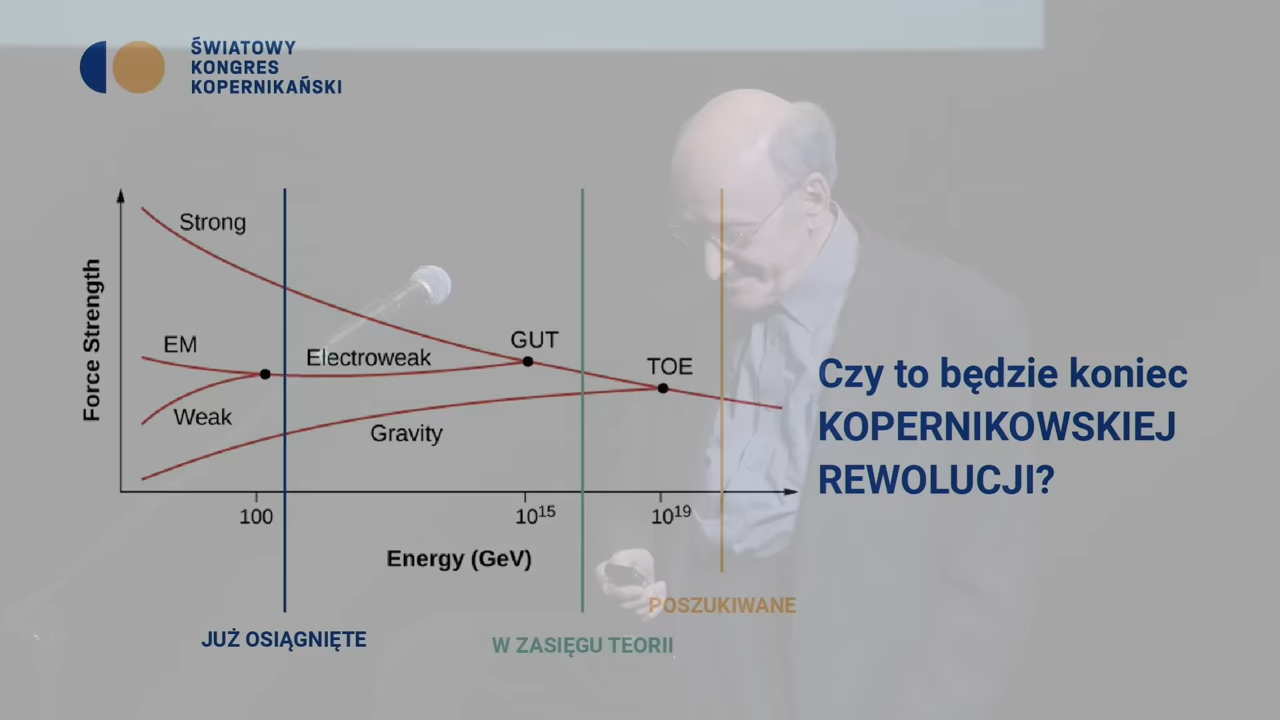 ŚWIATOWY
KONGRES
KOPERNIKAŃSKI
Strong
EM
Electroweak
GUT
TOE
Weak
Gravity
Force Strength
100
10¹⁵
10¹⁹
Energy (GeV)
Czy to będzie koniec
KOPERNIKOWSKIEJ
REWOLUCJI?
POSZUKIWANE
JUŻ OSIĄGNIĘTE
W ZASIĘGU TEORII